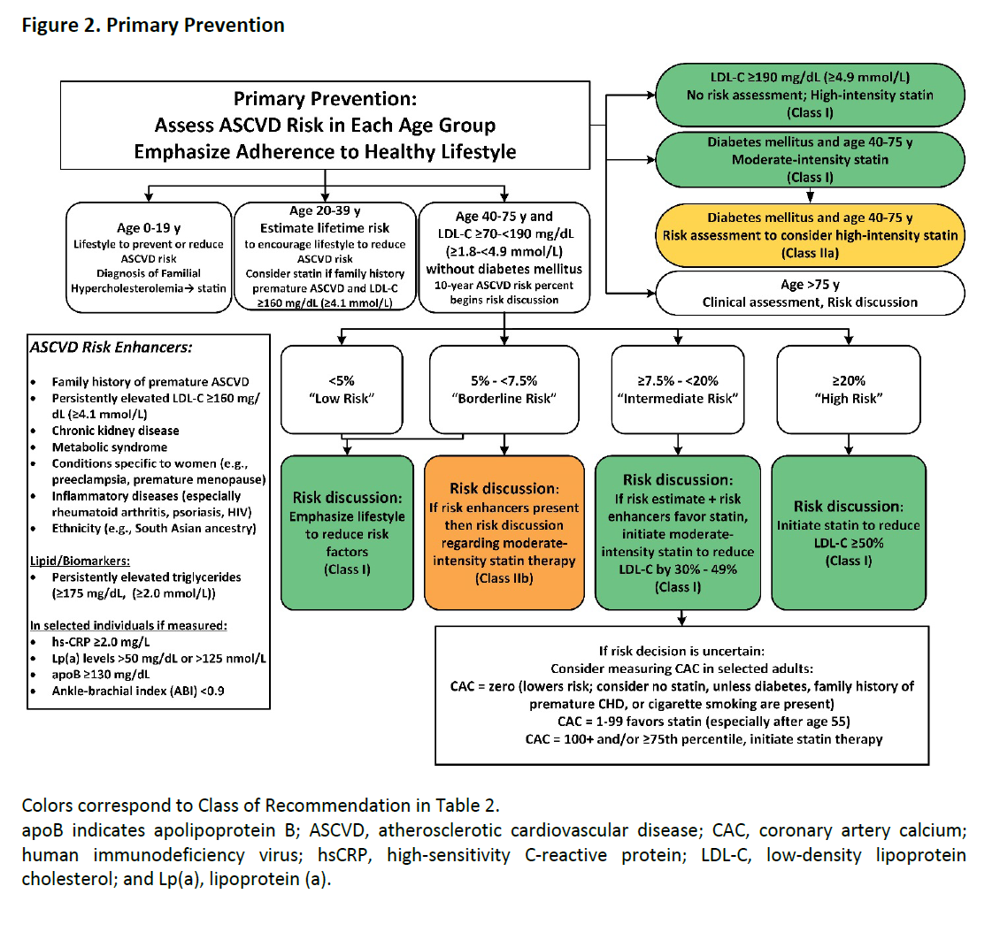 Figure 2. Primary Prevention
Primary Prevention:
Assess ASCVD Risk in Each Age Group
Emphasize Adherence to Healthy Lifestyle
LDL-C ≥190 mg/dL (≥4.9 mmol/L)
No risk assessment; High-intensity statin
(Class I)
Diabetes mellitus and age 40-75 y
Moderate-intensity statin
(Class I)
Diabetes mellitus and age 40-75 y
Risk assessment to consider high-intensity statin
(Class IIa)
Age >75 y
Clinical assessment, Risk discussion
Age 0-19 y
Lifestyle to prevent or reduce
ASCVD risk
Diagnosis of Familial
Hypercholesterolemia→ statin
Age 20-39 y
Estimate lifetime risk
to encourage lifestyle to reduce
ASCVD risk
Consider statin if family history
premature ASCVD and LDL-C
≥160 mg/dL (≥4.1 mmol/L)
Age 40-75 y and
LDL-C ≥70-<190 mg/dL
(≥1.8-<4.9 mmol/L)
without diabetes mellitus
10-year ASCVD risk percent
begins risk discussion
ASCVD Risk Enhancers:
• Family history of premature ASCVD
• Persistently elevated LDL-C ≥160 mg/
dL (≥4.1 mmol/L)
• Chronic kidney disease
• Metabolic syndrome
• Conditions specific to women (e.g.,
preeclampsia, premature menopause)
• Inflammatory diseases (especially
rheumatoid arthritis, psoriasis, HIV)
• Ethnicity (e.g., South Asian ancestry)
Lipid/Biomarkers:
• Persistently elevated triglycerides
(≥175 mg/dL, (≥2.0 mmol/L))
In selected individuals if measured:
• hs-CRP ≥2.0 mg/L
• Lp(a) levels >50 mg/dL or >125 nmol/L
• apoB ≥130 mg/dL
• Ankle-brachial index (ABI) <0.9
<5%
"Low Risk"
5% - <7.5%
"Borderline Risk"
≥7.5% - <20%
"Intermediate Risk"
≥20%
"High Risk"
Risk discussion:
Emphasize lifestyle
to reduce risk
factors
(Class I)
Risk discussion:
If risk enhancers present
then risk discussion
regarding moderate-
intensity statin therapy
(Class IIb)
Risk discussion:
If risk estimate + risk
enhancers favor statin,
initiate moderate-
intensity statin to reduce
LDL-C by 30% - 49%
(Class I)
Risk discussion:
Initiate statin to reduce
LDL-C ≥50%
(Class I)
If risk decision is uncertain:
Consider measuring CAC in selected adults:
CAC = zero (lowers risk; consider no statin, unless diabetes, family history of
premature CHD, or cigarette smoking are present)
CAC = 1-99 favors statin (especially after age 55)
CAC = 100+ and/or ≥75th percentile, initiate statin therapy
Colors correspond to Class of Recommendation in Table 2.
apoB indicates apolipoprotein B; ASCVD, atherosclerotic cardiovascular disease; CAC, coronary artery calcium;
human immunodeficiency virus; hsCRP, high-sensitivity C-reactive protein; LDL-C, low-density lipoprotein
cholesterol; and Lp(a), lipoprotein (a).